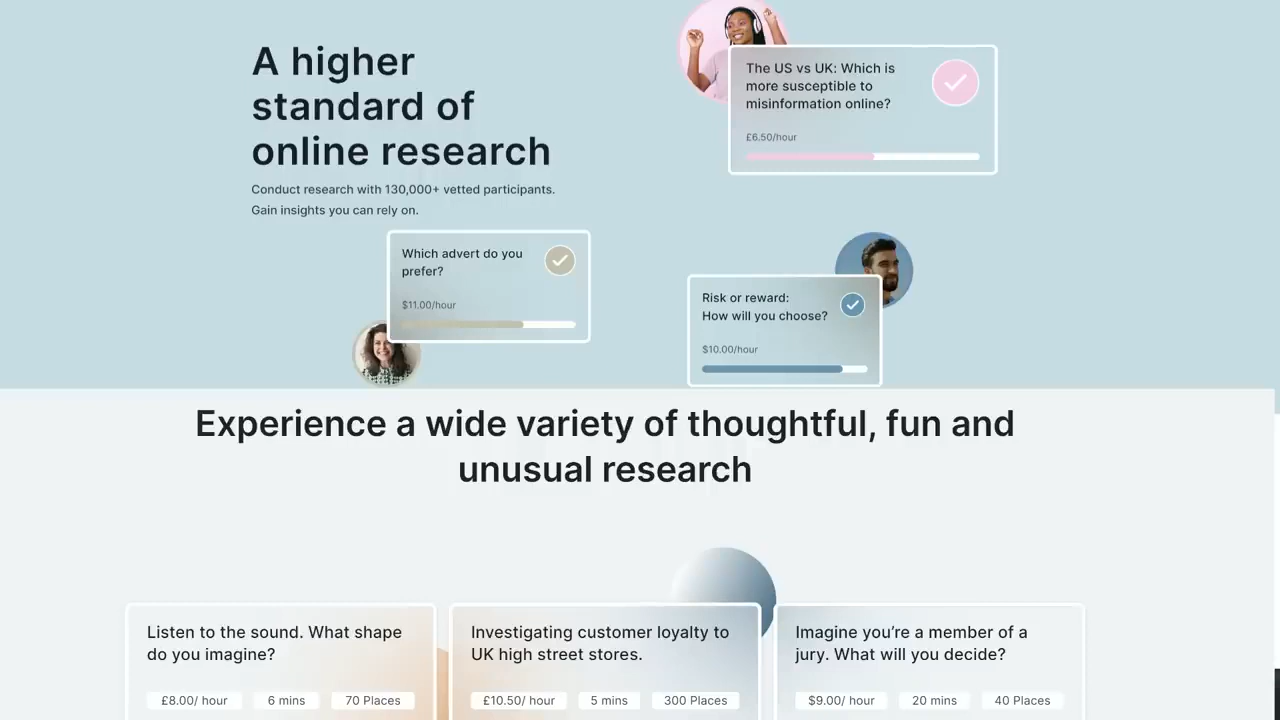 A higher
standard of
online research
Conduct research with 130,000+ vetted participants.
Gain insights you can rely on.
The US vs UK: Which is
more susceptible to
misinformation online?
£6.50/hour
Which advert do you
prefer?
$11.00/hour
Risk or reward:
How will you choose?
$10.00/hour
Experience a wide variety of thoughtful, fun and
unusual research
Listen to the sound. What shape
do you imagine?
£8.00/ hour 6 mins 70 Places
Investigating customer loyalty to
UK high street stores.
£10.50/ hour 5 mins 300 Places
Imagine you’re a member of a
jury. What will you decide?
$9.00/ hour 20 mins 40 Places